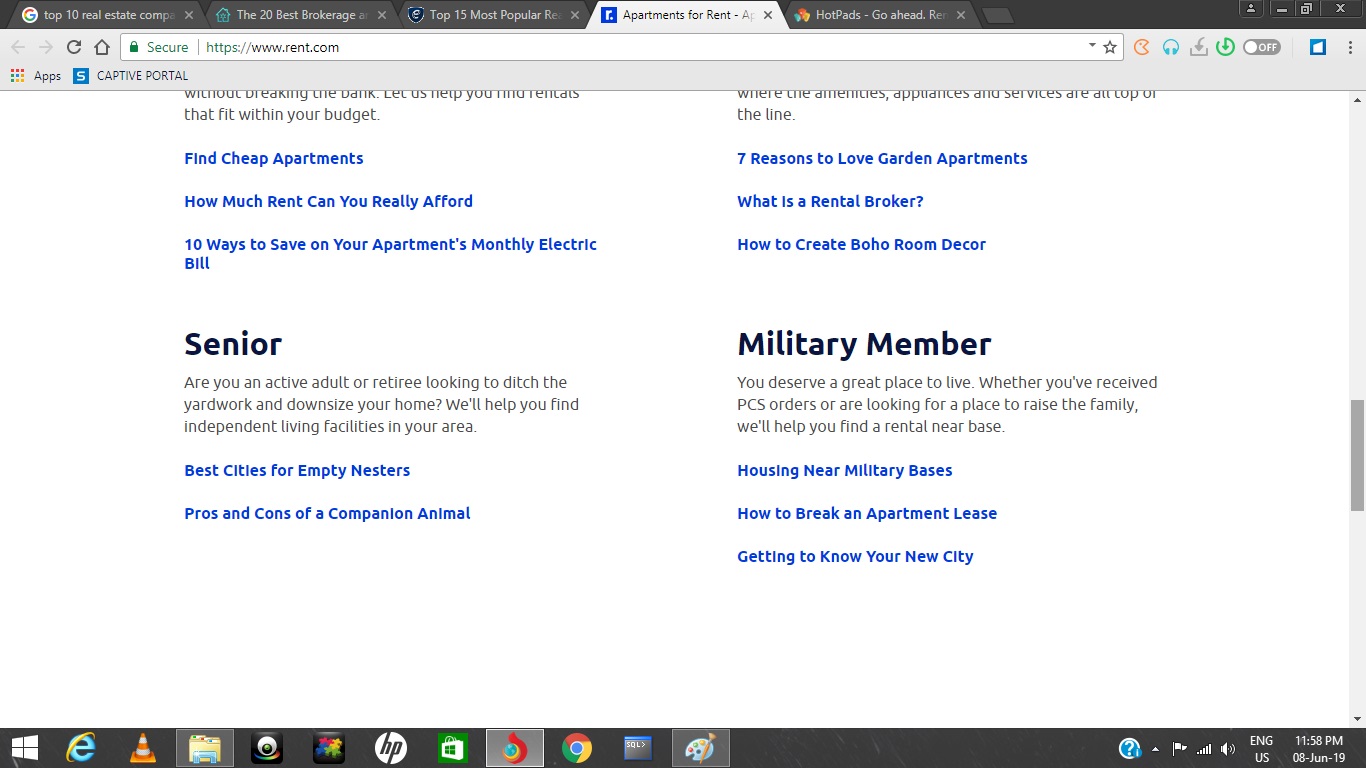 top 10 real estate compa
The 20 Best Brokerage a
Top 15 Most Popular Rea
Apartments for Rent - Ap
HotPads - Go ahead. Ren
Secure
https://www.rent.com
OFF
Apps
S
CAPTIVE PORTAL
without breaking the bank. Let us help you find rentals
that fit within your budget.
Find Cheap Apartments
How Much Rent Can You Really Afford
10 Ways to Save on Your Apartment's Monthly Electric
Bill
where the amenities, appliances and services are all top of
the line.
7 Reasons to Love Garden Apartments
What is a Rental Broker?
How to Create Boho Room Decor
Senior
Are you an active adult or retiree looking to ditch the
yardwork and downsize your home? We'll help you find
independent living facilities in your area.
Best Cities for Empty Nesters
Pros and Cons of a Companion Animal
Military Member
You deserve a great place to live. Whether you've received
PCS orders or are looking for a place to raise the family,
we'll help you find a rental near base.
Housing Near Military Bases
How to Break an Apartment Lease
Getting to Know Your New City
hp
SQL>
ENG
US
11:58 PM
08-Jun-19